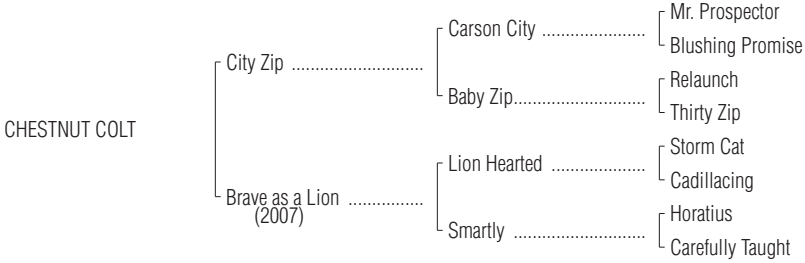 Mr. Prospector
Carson City ......................
Blushing Promise
City Zip ............................
Relaunch
Baby Zip............................
Thirty Zip
CHESTNUT COLT
Storm Cat
Lion Hearted ....................
Cadillacing
Brave as a Lion ................
(2007)
Horatius
Smartly ............................
Carefully Taught